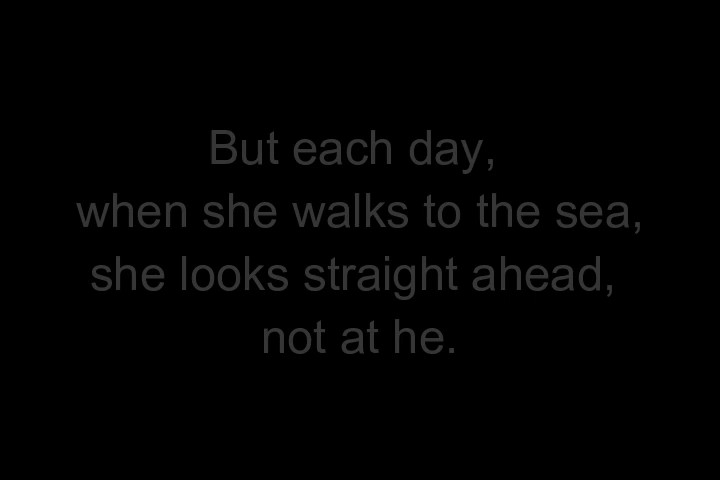 But each day,
when she walks to the sea,
she looks straight ahead,
not at he.